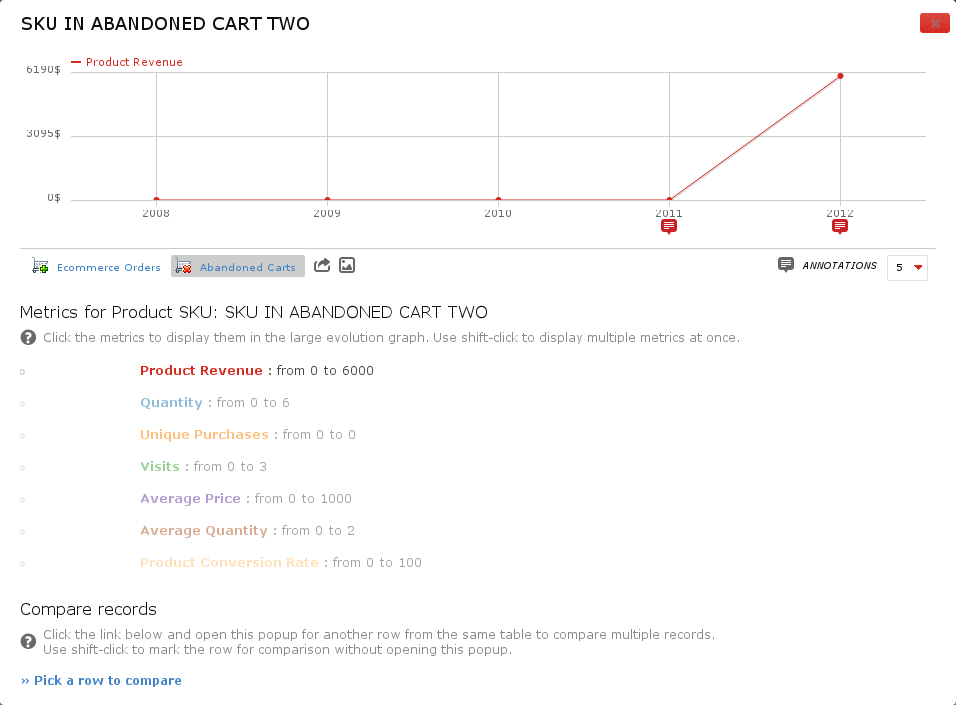 SKU IN ABANDONED CART TWO
Product Revenue
6190$
3095$
0$
2008 2009 2010 2011 2012
Ecommerce Orders Abandoned Carts ANNOTATIONS 5
Metrics for Product SKU: SKU IN ABANDONED CART TWO
Click the metrics to display them in the large evolution graph. Use shift-click to display multiple metrics at once.
Product Revenue : from 0 to 6000
Quantity : from 0 to 6
Unique Purchases : from 0 to 0
Visits : from 0 to 3
Average Price : from 0 to 1000
Average Quantity : from 0 to 2
Product Conversion Rate : from 0 to 100
Compare records
Click the link below and open this popup for another row from the same table to compare multiple records.
Use shift-click to mark the row for comparison without opening this popup.
» Pick a row to compare